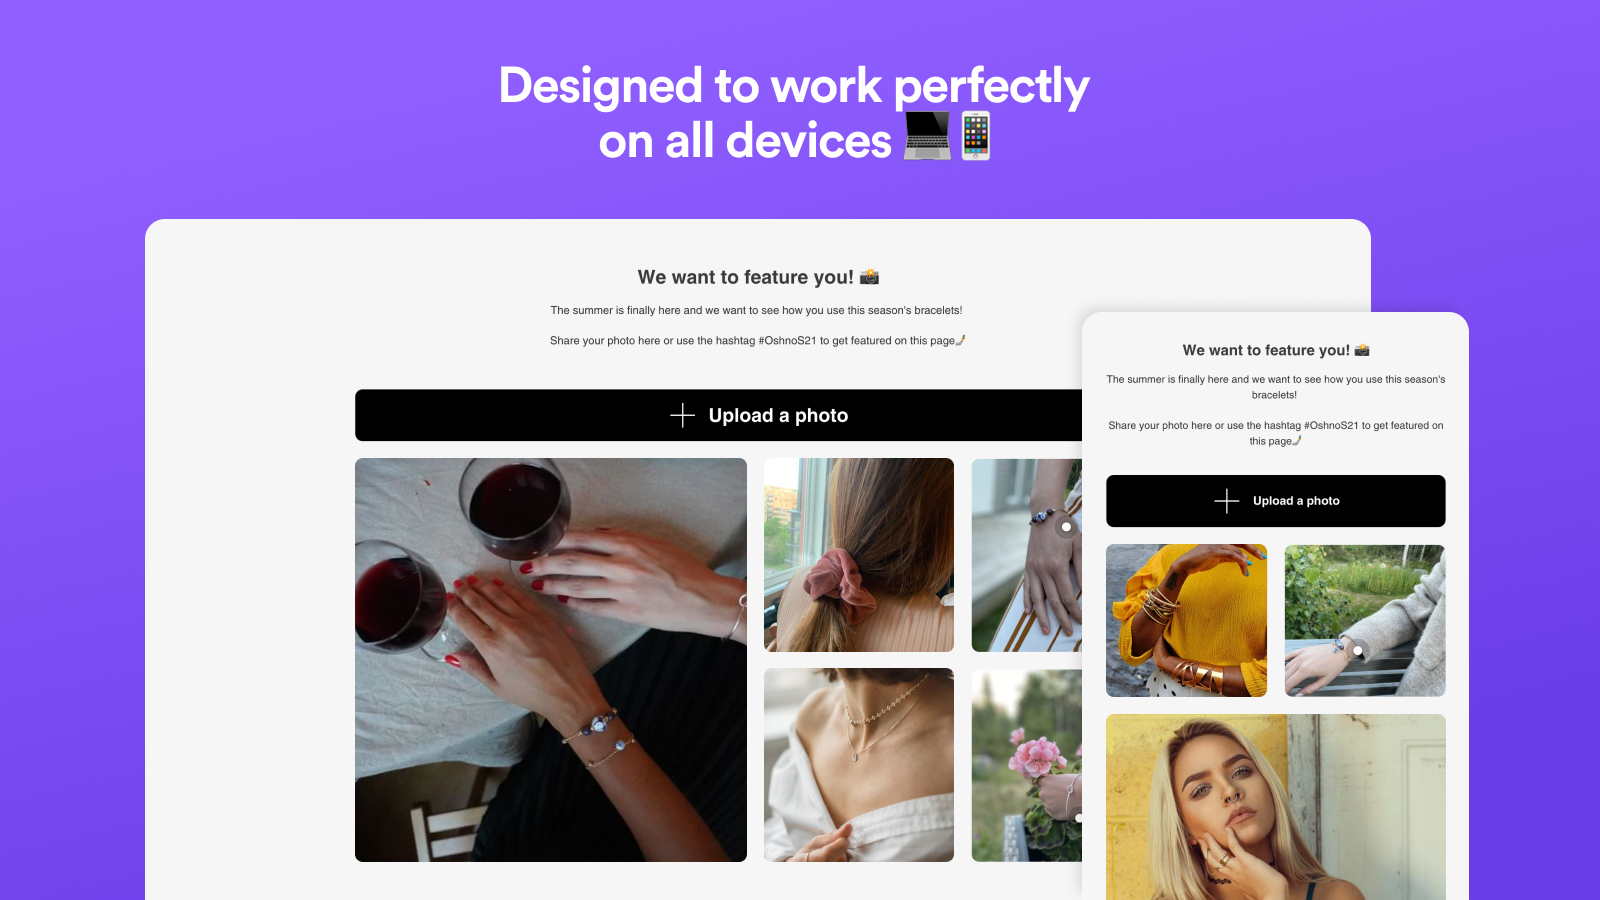 Designed to work perfectly
on all devices 💻📱
We want to feature you! 📸
The summer is finally here and we want to see how you use this season's bracelets!
Share your photo here or use the hashtag #OshnoS21 to get featured on this page🤳
Upload a photo
We want to feature you! 📸
The summer is finally here and we want to see how you use this season's
bracelets!
Share your photo here or use the hashtag #OshnoS21 to get featured on
this page🤳
Upload a photo